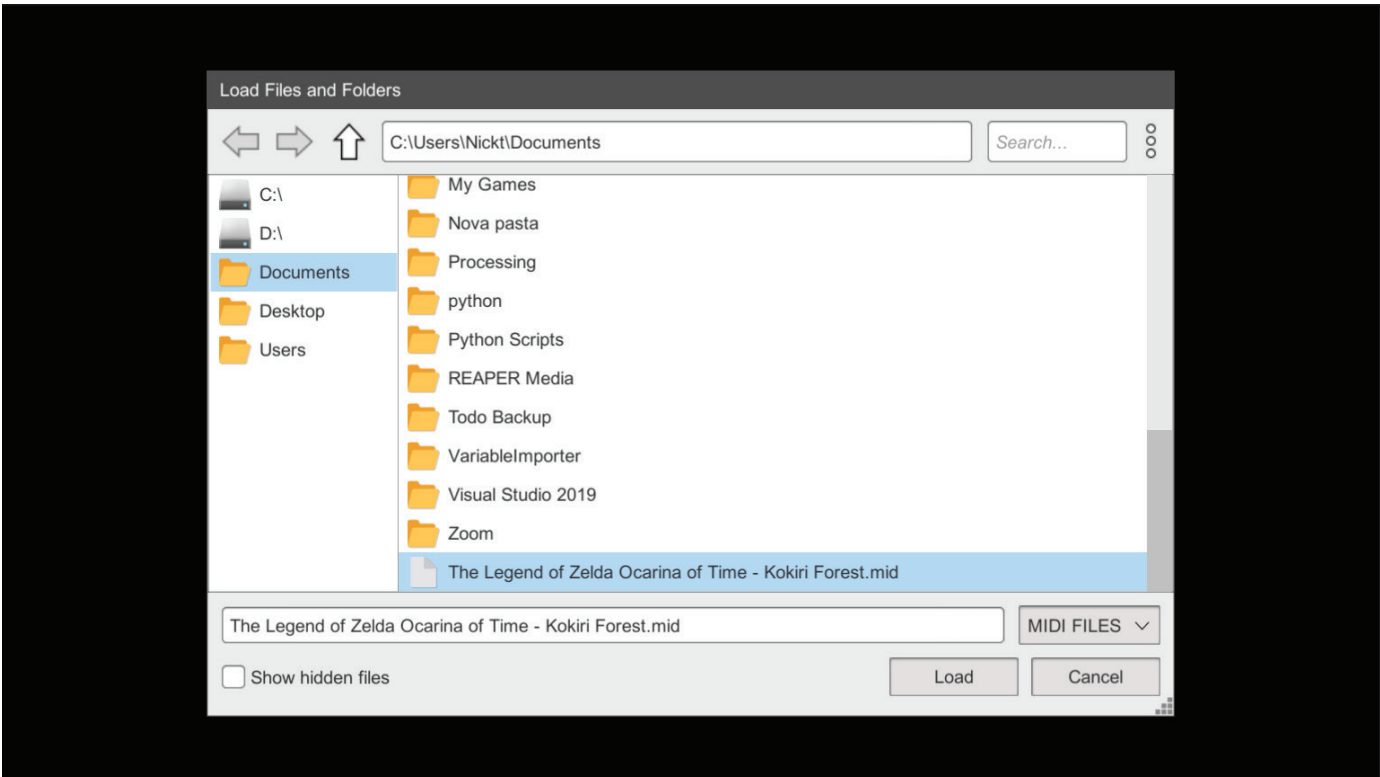 Load Files and Folders
C:\Users\Nickt\Documents
Search...
C:\
D:\
Documents
Desktop
Users
My Games
Nova pasta
Processing
python
Python Scripts
REAPER Media
Todo Backup
VariableImporter
Visual Studio 2019
Zoom
The Legend of Zelda Ocarina of Time - Kokiri Forest.mid
The Legend of Zelda Ocarina of Time - Kokiri Forest.mid
MIDI FILES
Show hidden files
Load
Cancel